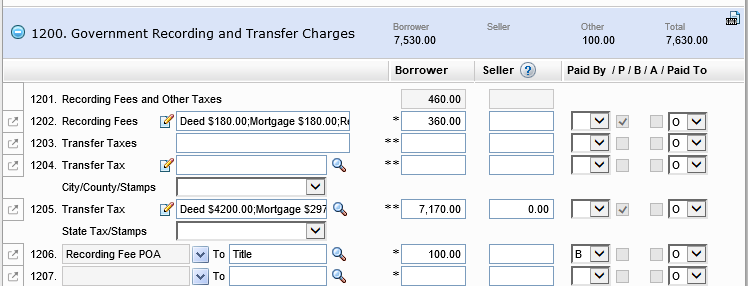 Borrower Seller Other Total
1200. Government Recording and Transfer Charges
7,530.00 100.00 7,630.00
Borrower Seller ? Paid By / P / B / A / Paid To
1201. Recording Fees and Other Taxes 460.00
1202. Recording Fees Deed $180.00;Mortgage $180.00;Re * 360.00 O
1203. Transfer Taxes ** O
1204. Transfer Tax ** O
City/County/Stamps
1205. Transfer Tax Deed $4200.00;Mortgage $297 ** 7,170.00 0.00 O
State Tax/Stamps
1206. Recording Fee POA To Title * 100.00 B O
1207. To * O